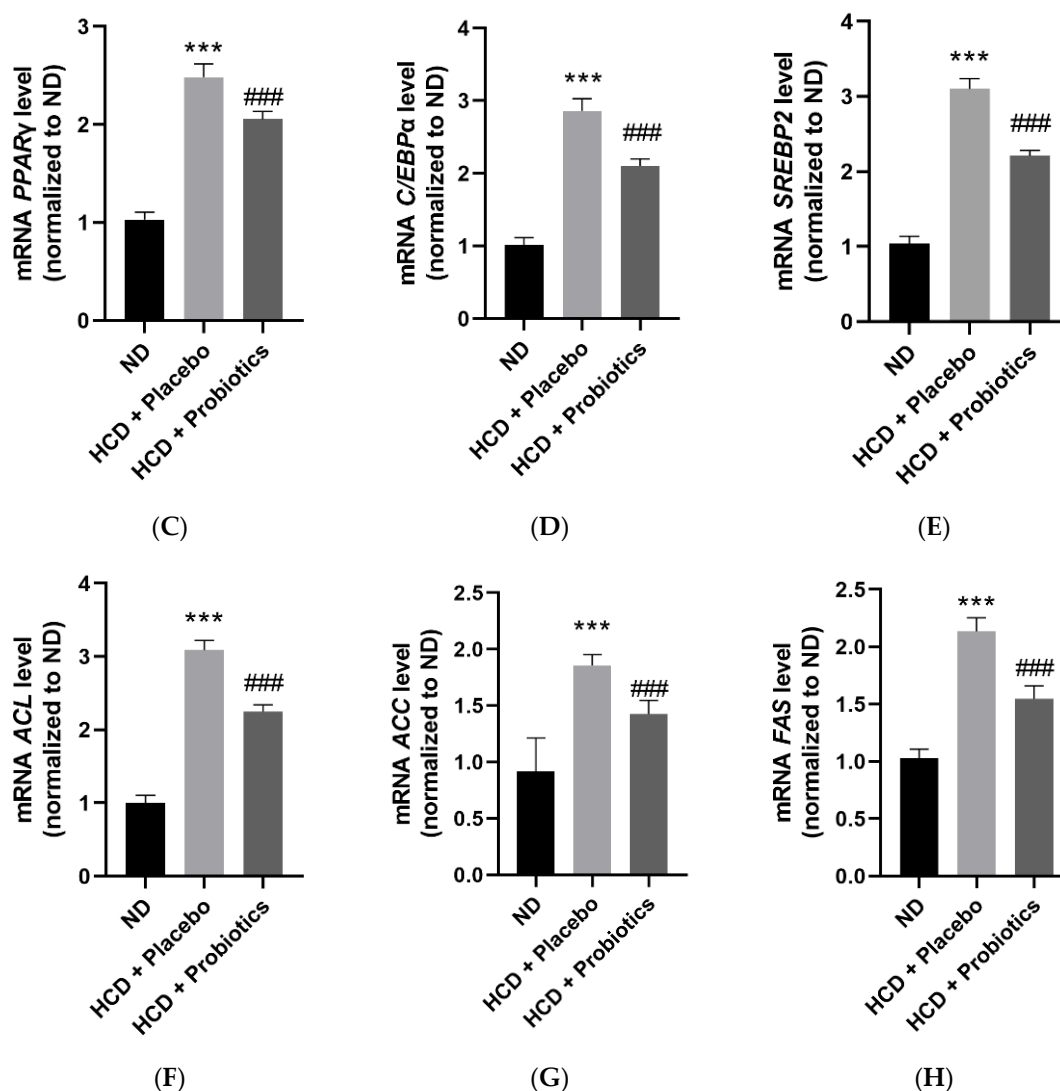 mRNA PPARγ level
(normalized to ND)
3
2
1
0
***
###
ND
HCD + Placebo
HCD + Probiotics
(C)
mRNA C/EBPα level
(normalized to ND)
4
3
2
1
0
***
###
ND
HCD + Placebo
HCD + Probiotics
(D)
mRNA SREBP2 level
(normalized to ND)
4
3
2
1
0
***
###
ND
HCD + Placebo
HCD + Probiotics
(E)
mRNA ACL level
(normalized to ND)
4
3
2
1
0
***
###
ND
HCD + Placebo
HCD + Probiotics
(F)
mRNA ACC level
(normalized to ND)
2.5
2.0
1.5
1.0
0.5
0.0
***
###
ND
HCD + Placebo
HCD + Probiotics
(G)
mRNA FAS level
(normalized to ND)
2.5
2.0
1.5
1.0
0.5
0.0
***
###
ND
HCD + Placebo
HCD + Probiotics
(H)